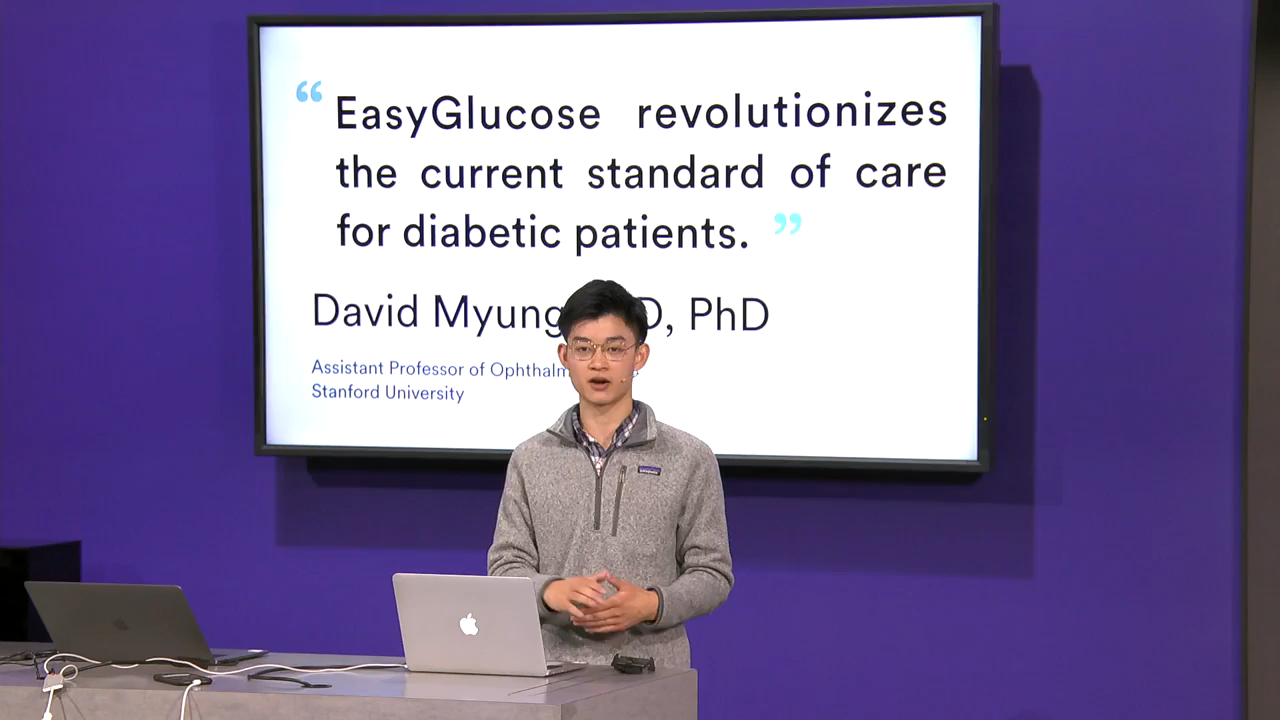 “ EasyGlucose revolutionizes
the current standard of care
for diabetic patients. ”
David Myung D, PhD
Assistant Professor of Ophthalm
Stanford University
patagonia